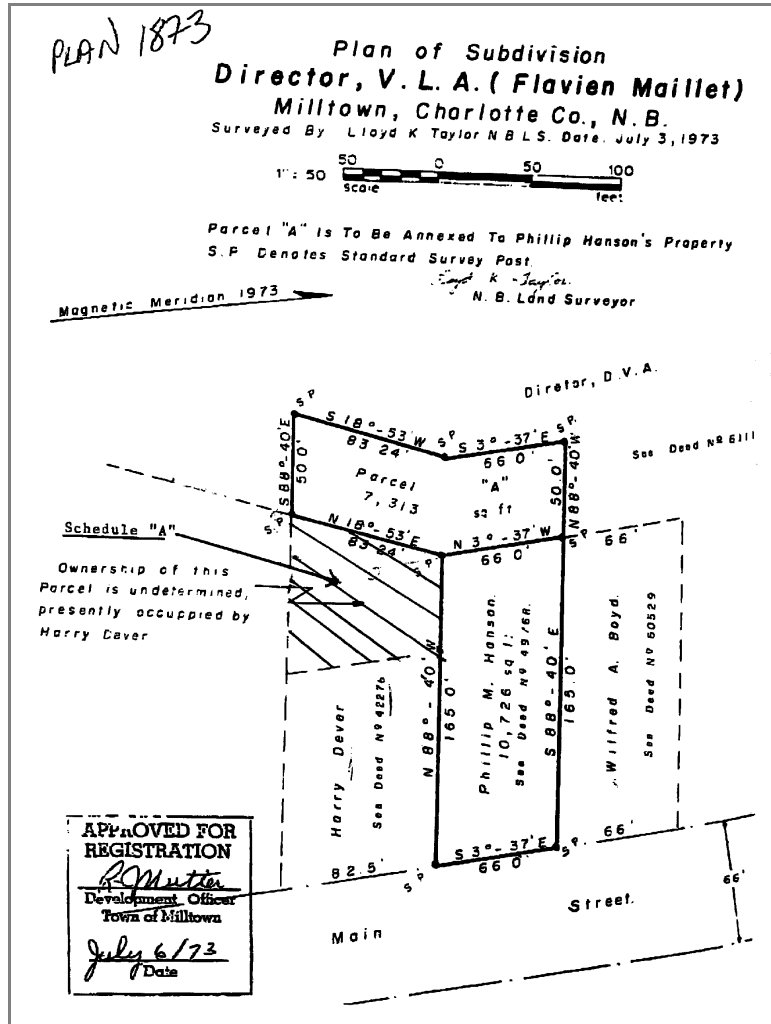 PLAN 1873
Plan of Subdivision
Director, V. L. A. ( Flavien Maillet)
Milltown, Charlotte Co., N. B.
Surveyed By Lloyd K Taylor N B L S. Date. July 3, 1973
1": 50
50 0 50 100
scale feet
Parcel "A" Is To Be Annexed To Phillip Hanson's Property
S.P Denotes Standard Survey Post.
Lloyd K Taylor
N. B. Land Surveyor
Magnetic Meridian 1973
Diretor, D.V.A.
See Deed Nº 6111
S P
S 18°-53'W
83 24'
S P
S 3°-37'E
66 0'
S P.
S 88°-40'E
50.0'
Parcel "A"
7,313 sq ft
50.0'
N 88°-40'W
S P
N 18°-53'E
83 24'
S P.
N 3°-37'W
66 0'
S P
66'
Schedule "A"
Ownership of this
Parcel is undetermined,
presently occuppied by
Harry Daver
Harry Dever
See Deed Nº 42276
N 88°-40'W
165 0'
Phillip M. Hanson.
10,726 sq f:
See Deed Nº 49768.
S 88°-40'E
165.0'
Wilfred A. Boyd.
See Deed Nº 60529
82.5'
S P
S 3°-37'E
66 0'
S P.
66'
66'
Main Street.
APPROVED FOR
REGISTRATION
Development Officer
Town of Milltown
July 6/73
Date